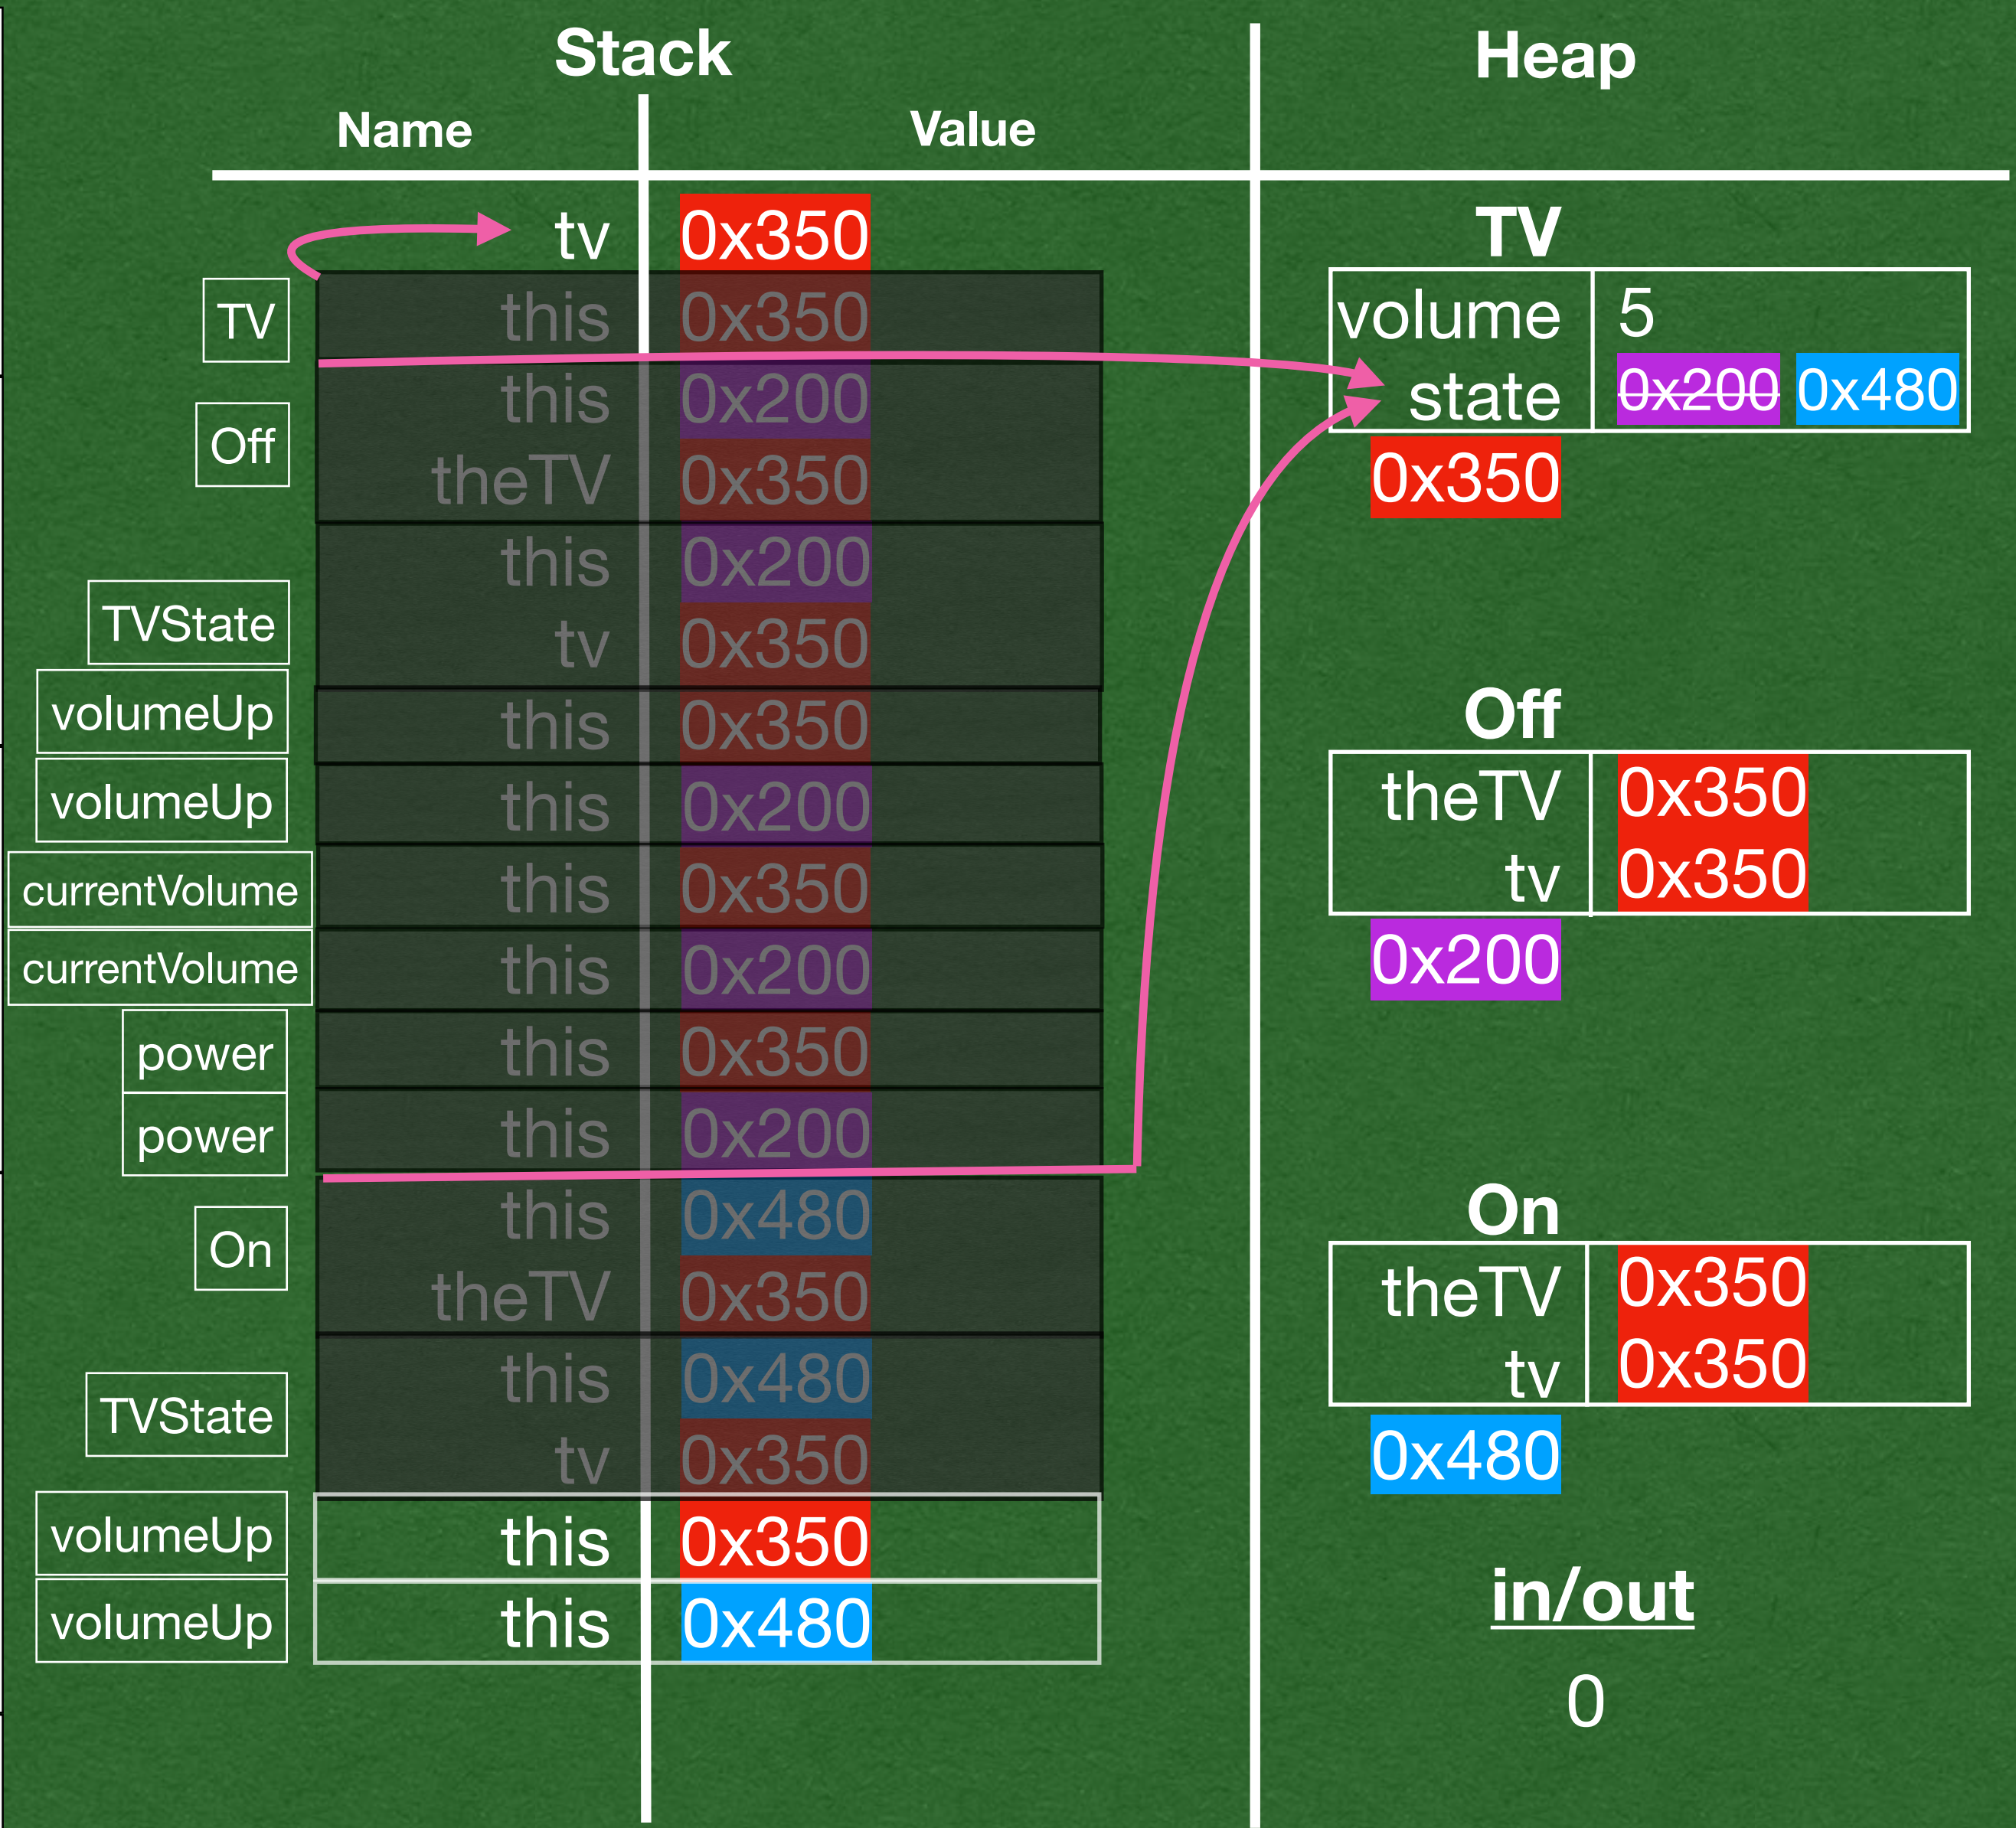 Stack Heap
Name Value
tv 0x350 TV
TV this 0x350 volume 5
this 0x200 state 0x200 0x480
Off
theTV 0x350 0x350
this 0x200
TVState
tv 0x350
volumeUp this 0x350 Off
volumeUp this 0x200 theTV 0x350
currentVolume this 0x350 tv 0x350
currentVolume this 0x200 0x200
power this 0x350
power this 0x200
this 0x480 On
On
theTV 0x350 theTV 0x350
this 0x480 tv 0x350
TVState
tv 0x350 0x480
volumeUp this 0x350
volumeUp this 0x480 in/out
0